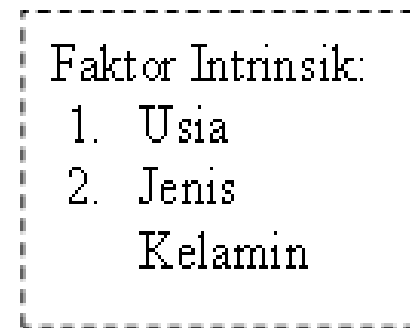 Faktor Intrinsik:
1. Usia
2. Jenis
Kelamin